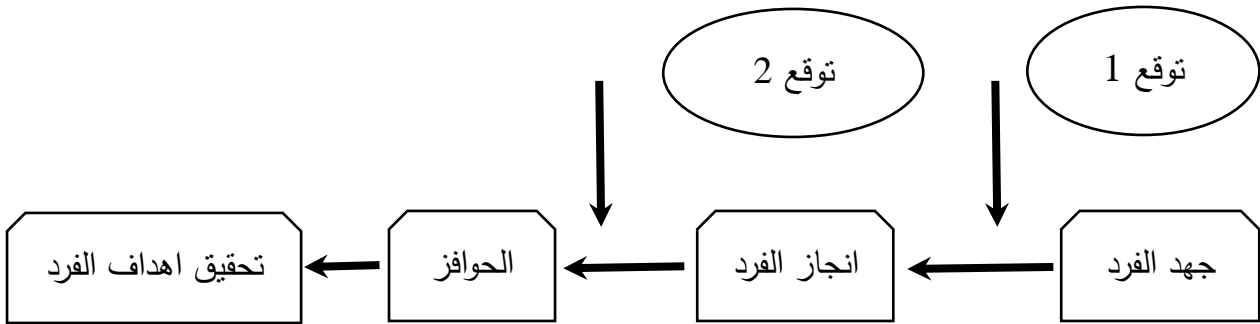 توقع 1
توقع 2
جهد الفرد
انجاز الفرد
الحوافز
تحقيق اهداف الفرد